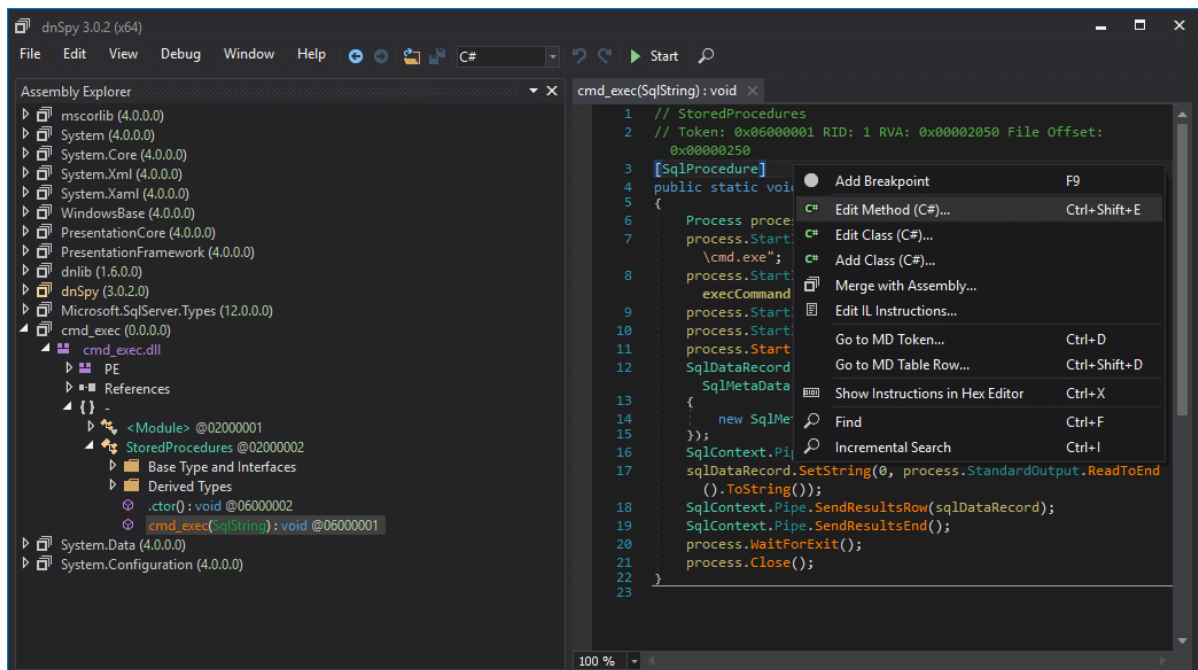 dnSpy 3.0.2 (x64)
File Edit View Debug Window Help C# Start
Assembly Explorer
mscorlib (4.0.0.0)
System (4.0.0.0)
System.Core (4.0.0.0)
System.Xml (4.0.0.0)
System.Xaml (4.0.0.0)
WindowsBase (4.0.0.0)
PresentationCore (4.0.0.0)
PresentationFramework (4.0.0.0)
dnlib (1.6.0.0)
dnSpy (3.0.2.0)
Microsoft.SqlServer.Types (12.0.0.0)
cmd_exec (0.0.0.0)
cmd_exec.dll
PE
References
{ } -
<Module> @02000001
StoredProcedures @02000002
Base Type and Interfaces
Derived Types
.ctor() : void @06000002
cmd_exec(SqlString) : void @06000001
System.Data (4.0.0.0)
System.Configuration (4.0.0.0)
cmd_exec(SqlString) : void
1 // StoredProcedures
2 // Token: 0x06000001 RID: 1 RVA: 0x00002050 File Offset:
0x00000250
3 [SqlProcedure]
4 public static voi
5 {
6 Process proce
7 process.Start
\cmd.exe";
8 process.Start
execCommand
9 process.Start
10 process.Start
11 process.Start
12 SqlDataRecord
SqlMetaData
13 {
14 new SqlMe
15 });
16 SqlContext.Pi
17 sqlDataRecord.SetString(0, process.StandardOutput.ReadToEnd
().ToString());
18 SqlContext.Pipe.SendResultsRow(sqlDataRecord);
19 SqlContext.Pipe.SendResultsEnd();
20 process.WaitForExit();
21 process.Close();
22 }
23
Add Breakpoint F9
C# Edit Method (C#)... Ctrl+Shift+E
C# Edit Class (C#)...
C# Add Class (C#)...
Merge with Assembly...
Edit IL Instructions...
Go to MD Token... Ctrl+D
Go to MD Table Row... Ctrl+Shift+D
Show Instructions in Hex Editor Ctrl+X
Find Ctrl+F
Incremental Search Ctrl+I
100 %